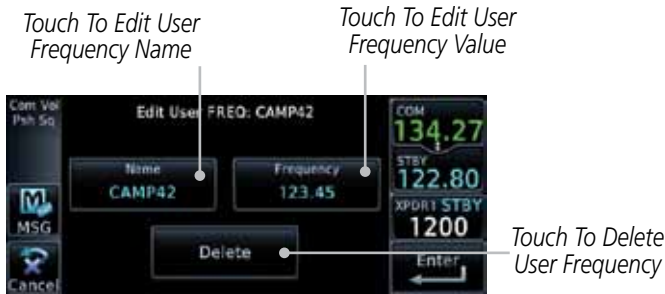 Touch To Edit User
Frequency Name
Touch To Edit User
Frequency Value
Com Vol
Psh Sq
Edit User FREQ: CAMP42
COM
134.27
Name
CAMP42
Frequency
123.45
STBY
122.80
MSG
XPDR1 STBY
1200
Delete
Touch To Delete
User Frequency
Cancel
Enter